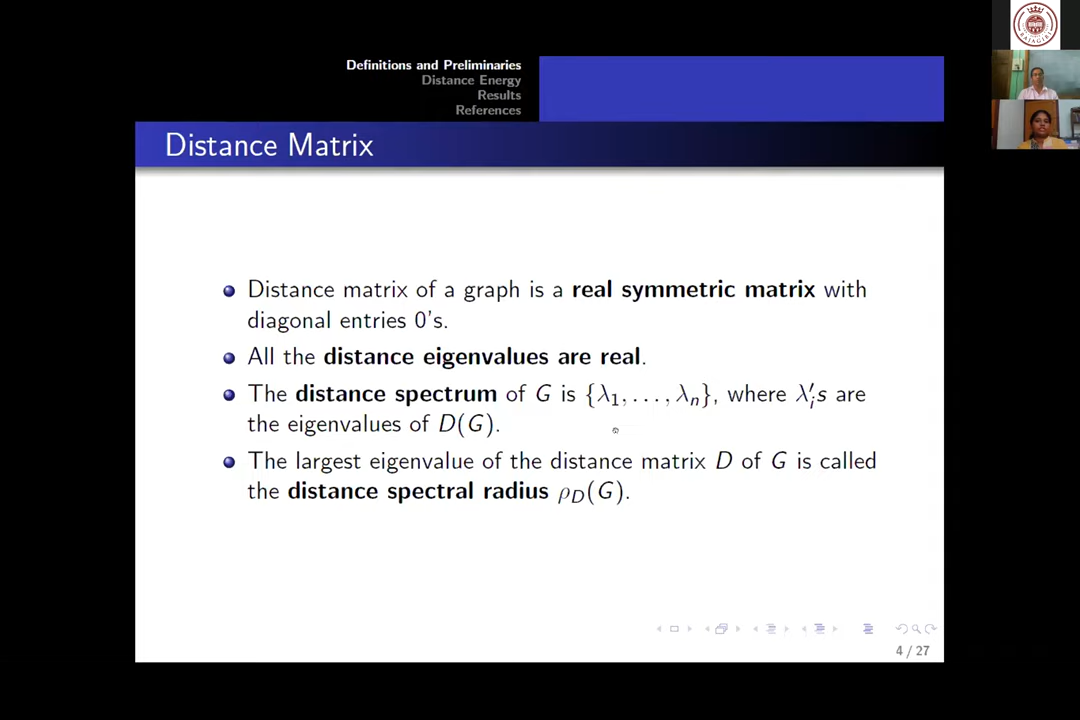 Definitions and Preliminaries
Distance Energy
Results
References
Distance Matrix
Distance matrix of a graph is a real symmetric matrix with
diagonal entries 0's.
All the distance eigenvalues are real.
The distance spectrum of G is {λ₁, . . . , λₙ}, where λ′ᵢs are
the eigenvalues of D(G).
The largest eigenvalue of the distance matrix D of G is called
the distance spectral radius ρ_D(G).
4 / 27
RAJAGIRI